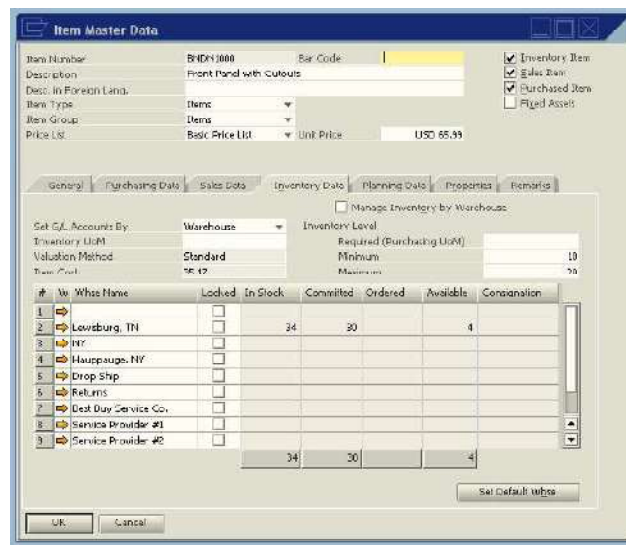 Item Master Data
Item Number BNDN1000 Bar Code
Inventory Item
Description Front Panel with Cutouts
Sales Item
Desc. in Foreign Lang.
Purchased Item
Item Type Items
Fixed Assets
Item Group Items
Price List Basic Price List Unit Price USD 65.99
General Purchasing Data Sales Data Inventory Data Planning Data Properties Remarks
Manage Inventory by Warehouse
Set G/L Accounts By Warehouse Inventory Level
Inventory UoM Required (Purchasing UoM)
Valuation Method Standard Minimum 10
Item Cost Maximum 20
# W Whse Name Locked In Stock Committed Ordered Available Consignation
1
2 Lewsburg, TN 34 30 4
3 NY
4 Hauppauge, NY
5 Drop Ship
6 Returns
7 Best Buy Service Co.
8 Service Provider #1
9 Service Provider #2
34 30 4
Set Default Whse
OK Cancel